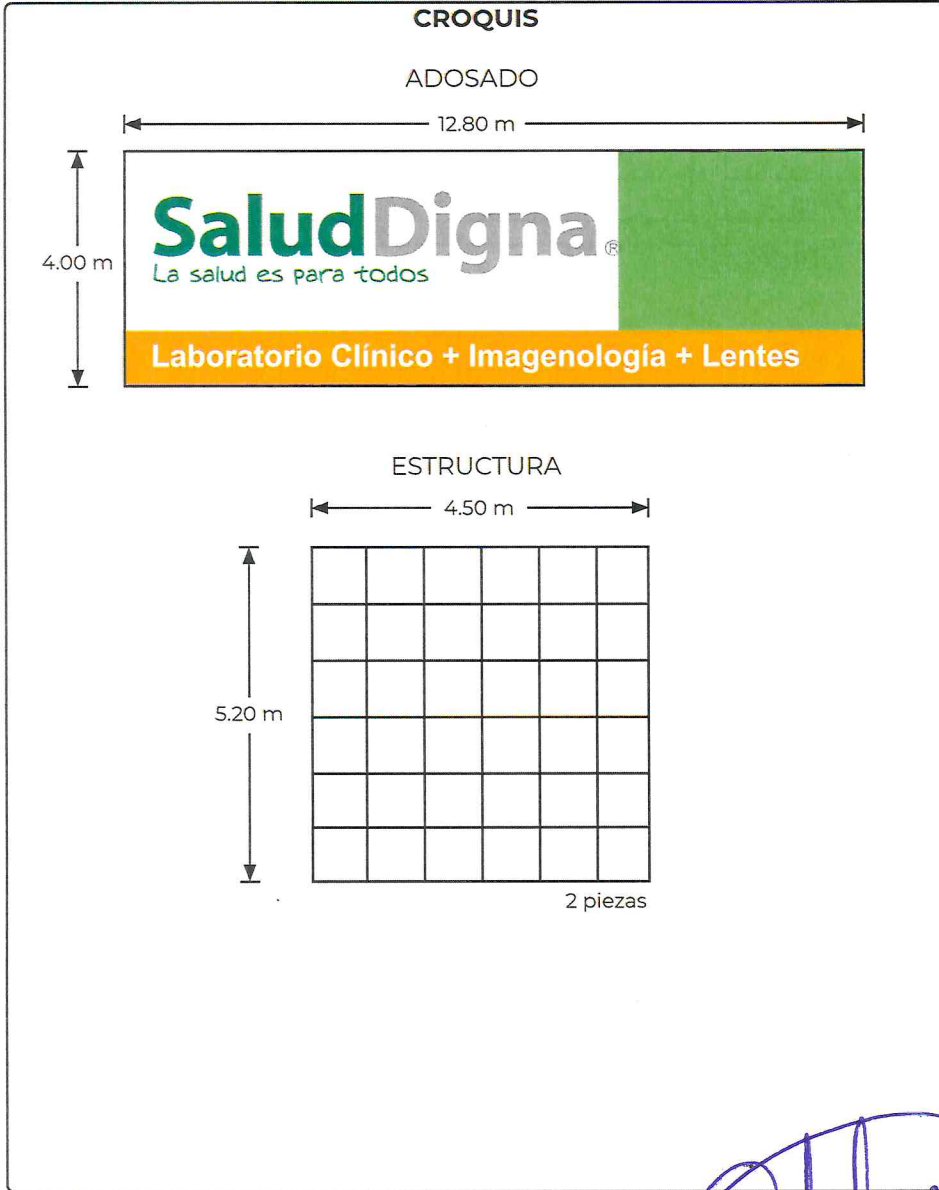 CROQUIS
ADOSADO
12.80 m
4.00 m
SaludDigna®
La salud es para todos
Laboratorio Clínico + Imagenología + Lentes
ESTRUCTURA
4.50 m
5.20 m
2 piezas